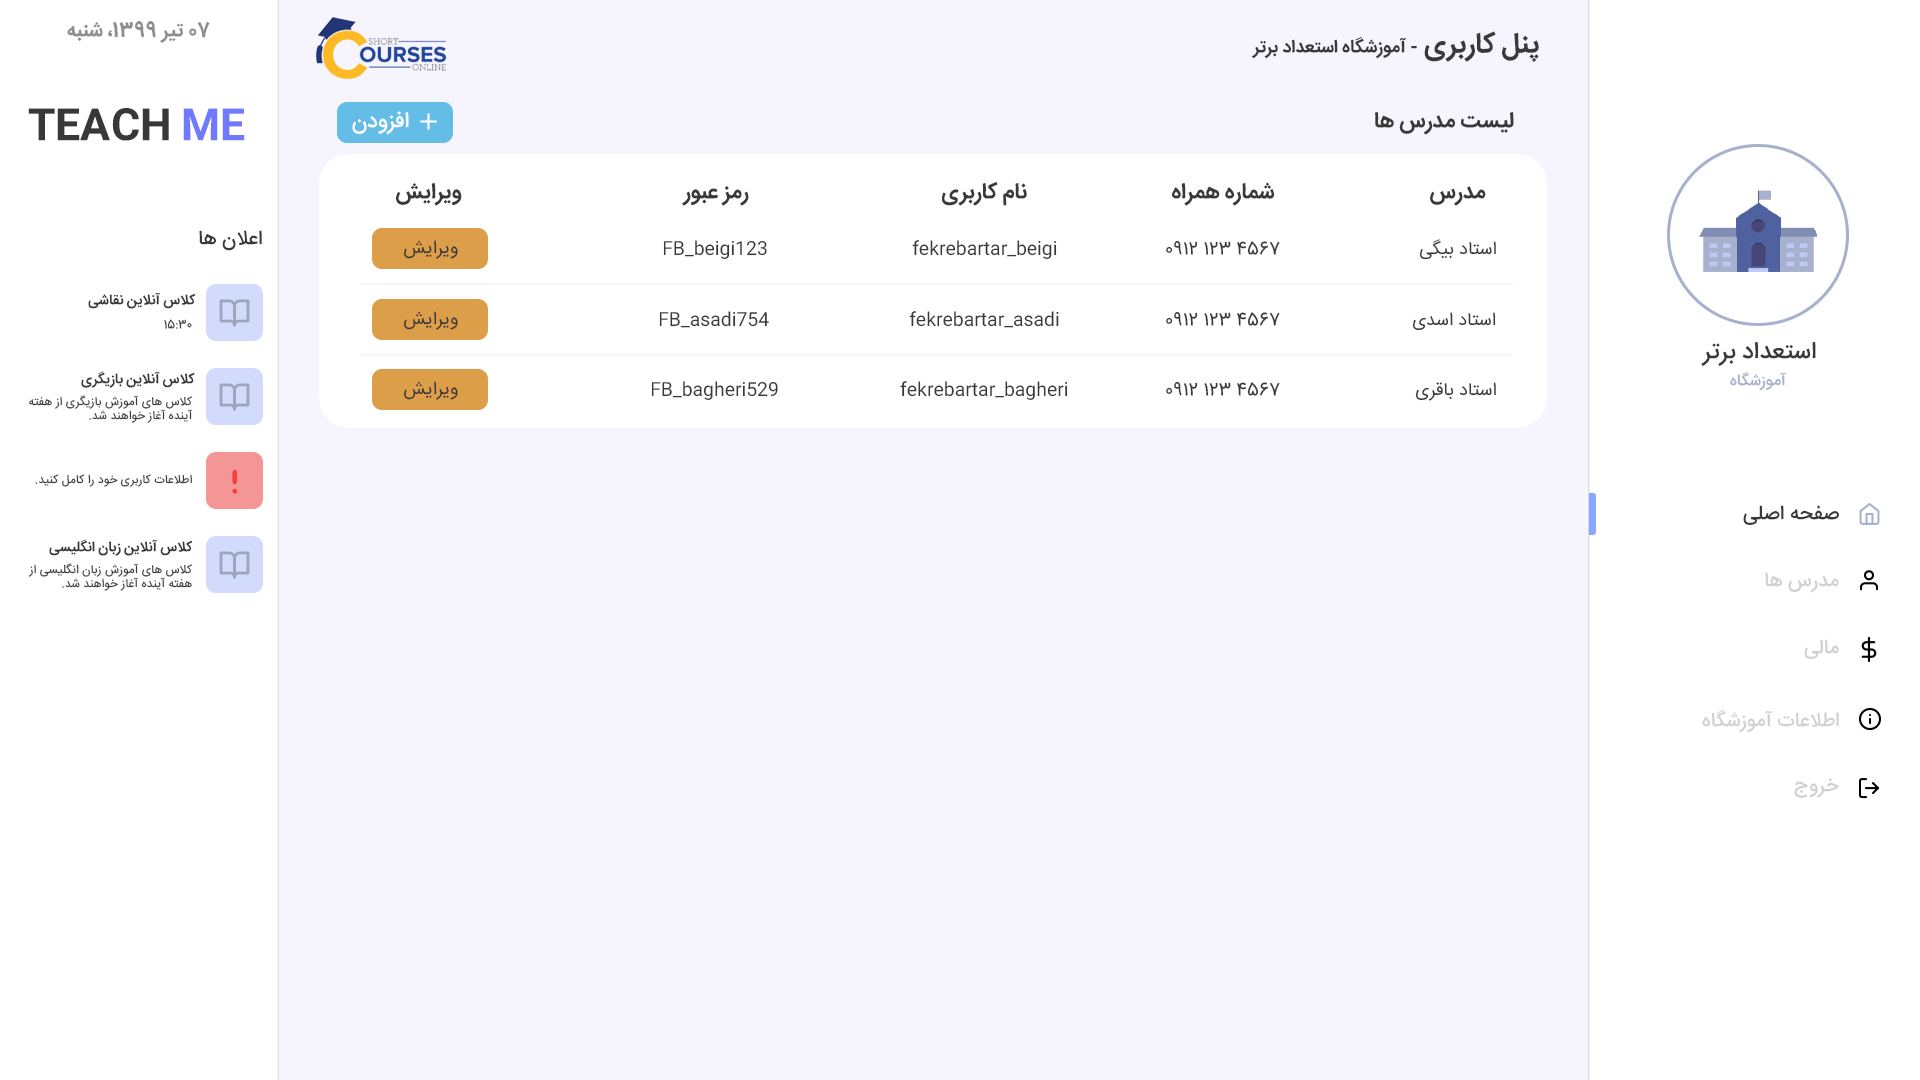 پنل کاربری - آموزشگاه استعداد برتر
SHORT
COURSES
ONLINE
لیست مدرس ها
افزودن +
مدرس شماره همراه نام کاربری رمز عبور ویرایش
استاد بیگی ۰۹۱۲ ۱۲۳ ۴۵۶۷ fekrebartar_beigi FB_beigi123 ویرایش
استاد اسدی ۰۹۱۲ ۱۲۳ ۴۵۶۷ fekrebartar_asadi FB_asadi754 ویرایش
استاد باقری ۰۹۱۲ ۱۲۳ ۴۵۶۷ fekrebartar_bagheri FB_bagheri529 ویرایش
استعداد برتر
آموزشگاه
صفحه اصلی
مدرس ها
مالی
اطلاعات آموزشگاه
خروج
۰۷ تیر ۱۳۹۹، شنبه
TEACH ME
اعلان ها
کلاس آنلاین نقاشی
۱۵:۳۰
کلاس آنلاین بازیگری
کلاس های آموزش بازیگری از هفته
آینده آغاز خواهند شد.
اطلاعات کاربری خود را کامل کنید.
کلاس آنلاین زبان انگلیسی
کلاس های آموزش زبان انگلیسی از
هفته آینده آغاز خواهند شد.